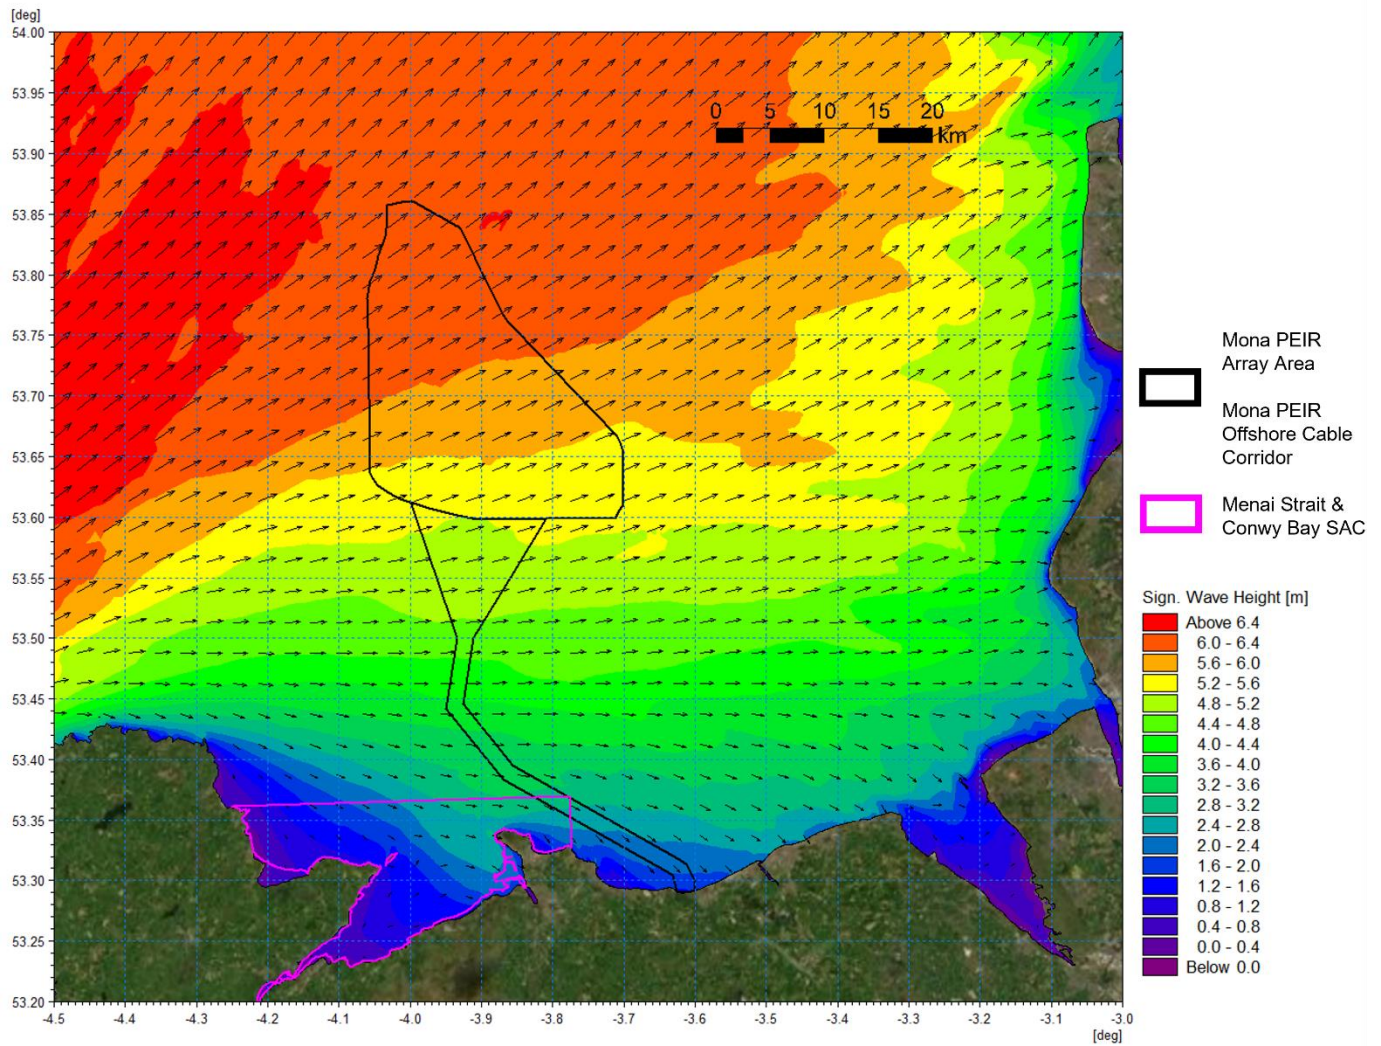 [deg]
54.00
53.95
53.90
53.85
53.80
53.75
53.70
53.65
53.60
53.55
53.50
53.45
53.40
53.35
53.30
53.25
53.20
0 5 10 15 20
km
-4.5 -4.4 -4.3 -4.2 -4.1 -4.0 -3.9 -3.8 -3.7 -3.6 -3.5 -3.4 -3.3 -3.2 -3.1 -3.0
[deg]
Mona PEIR
Array Area
Mona PEIR
Offshore Cable
Corridor
Menai Strait &
Conwy Bay SAC
Sign. Wave Height [m]
Above 6.4
6.0 - 6.4
5.6 - 6.0
5.2 - 5.6
4.8 - 5.2
4.4 - 4.8
4.0 - 4.4
3.6 - 4.0
3.2 - 3.6
2.8 - 3.2
2.4 - 2.8
2.0 - 2.4
1.6 - 2.0
1.2 - 1.6
0.8 - 1.2
0.4 - 0.8
0.0 - 0.4
Below 0.0